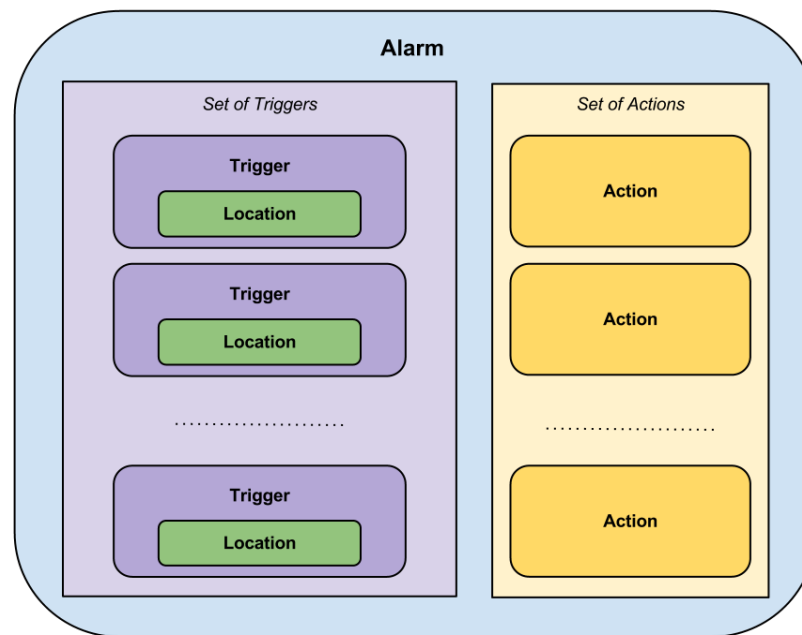 Alarm
Set of Triggers
Trigger
Location
Trigger
Location
........................
Trigger
Location
Set of Actions
Action
Action
........................
Action